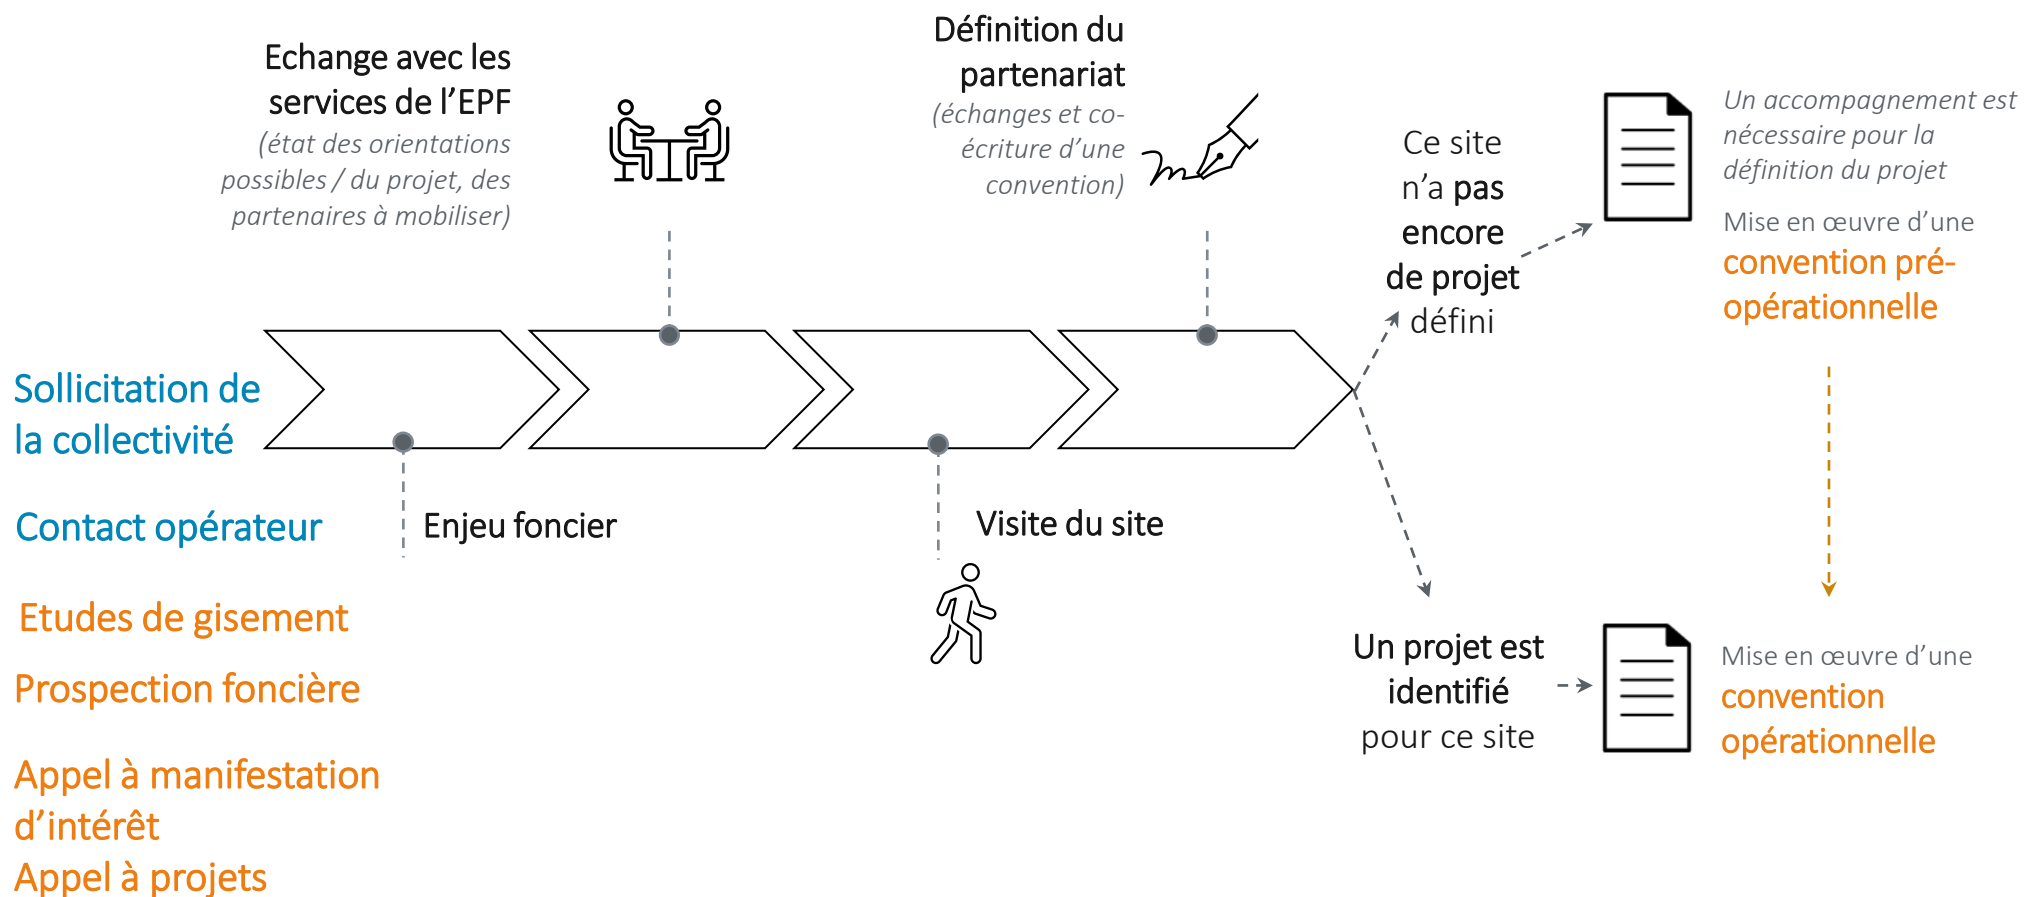 Echange avec les
services de l’EPF
(état des orientations
possibles / du projet, des
partenaires à mobiliser)
Définition du
partenariat
(échanges et co-
écriture d’une
convention)
Ce site
n’a pas
encore
de projet
défini
Un accompagnement est
nécessaire pour la
définition du projet
Mise en œuvre d’une
convention pré-
opérationnelle
Sollicitation de
la collectivité
Contact opérateur
Enjeu foncier
Visite du site
Etudes de gisement
Prospection foncière
Appel à manifestation
d’intérêt
Appel à projets
Un projet est
identifié
pour ce site
Mise en œuvre d’une
convention
opérationnelle